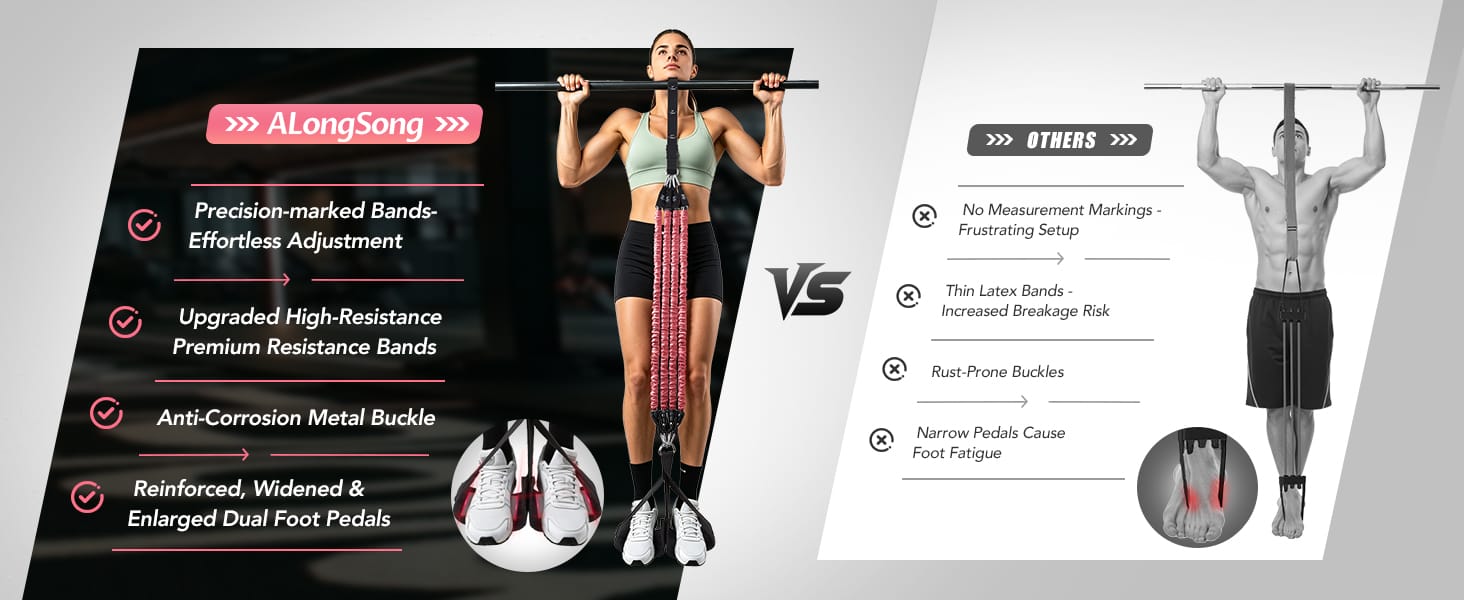 ALongSong
Precision-marked Bands-
Effortless Adjustment
Upgraded High-Resistance
Premium Resistance Bands
Anti-Corrosion Metal Buckle
Reinforced, Widened &
Enlarged Dual Foot Pedals
VS
OTHERS
No Measurement Markings -
Frustrating Setup
Thin Latex Bands -
Increased Breakage Risk
Rust-Prone Buckles
Narrow Pedals Cause
Foot Fatigue